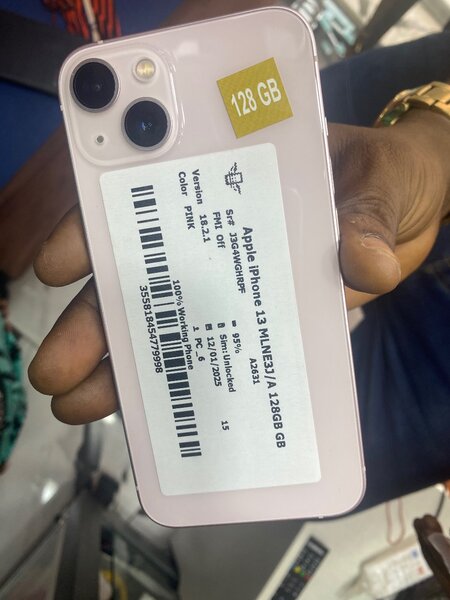 128 GB
Apple iPhone 13 MLNE3J/A 128GB GB
A2631
Sr# J3G4WGHRPF
95%
FMI Off
Sim: Unlocked
15
Version 18.2.1
12/01/2025
Color PINK
1 PC_6
100% Working Phone
355818454779998